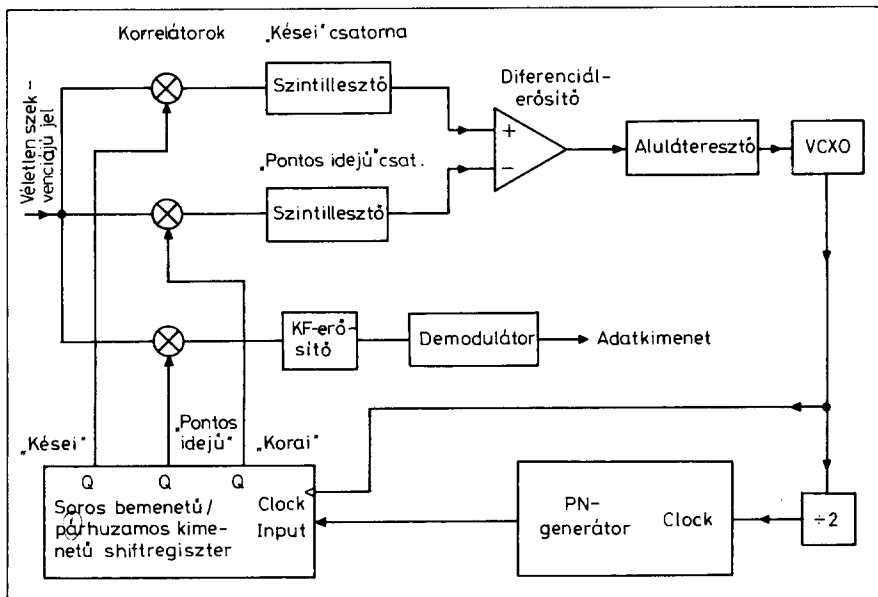 Korrelátorok
„Kései" csatorna
Véletlen szek-
venciájú jel
Szintillesztő
Diferenciál-
erősítő
+
−
Aluláteresztő
VCXO
„Pontos idejű" csat.
Szintillesztő
KF-erő-
sítő
Demodulátor
Adatkimenet
„Kései"
„Pontos
idejű"
„Korai"
Q
Q
Q
Soros bemenetű/
párhuzamos kime-
netű shiftregiszter
Clock
Input
PN-
generátor
Clock
÷2